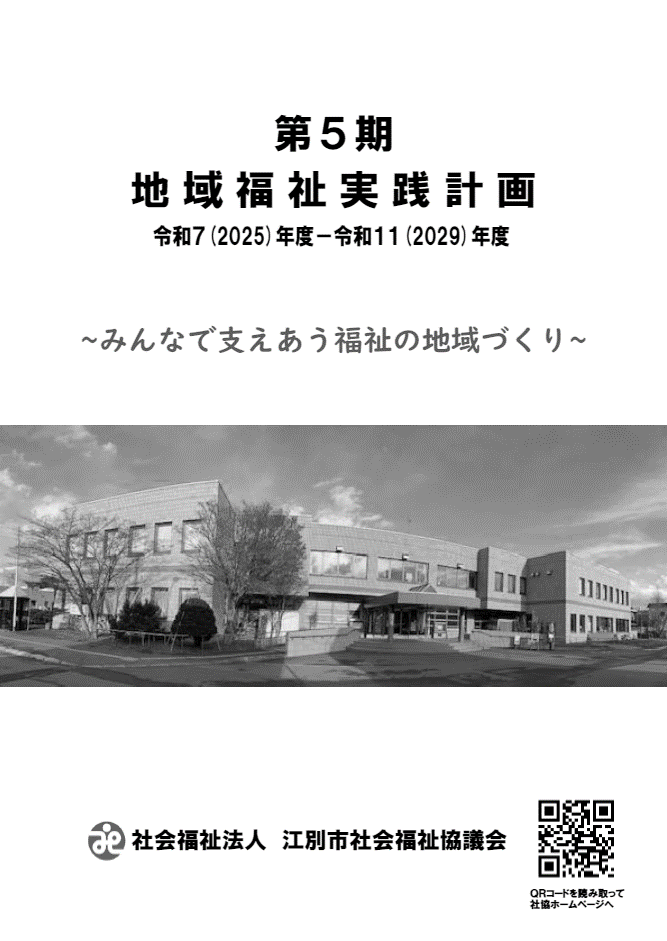 第5期
地域福祉実践計画
令和7(2025)年度－令和11(2029)年度
~みんなで支えあう福祉の地域づくり~
社会福祉法人 江別市社会福祉協議会
QRコードを読み取って
社協ホームページへ